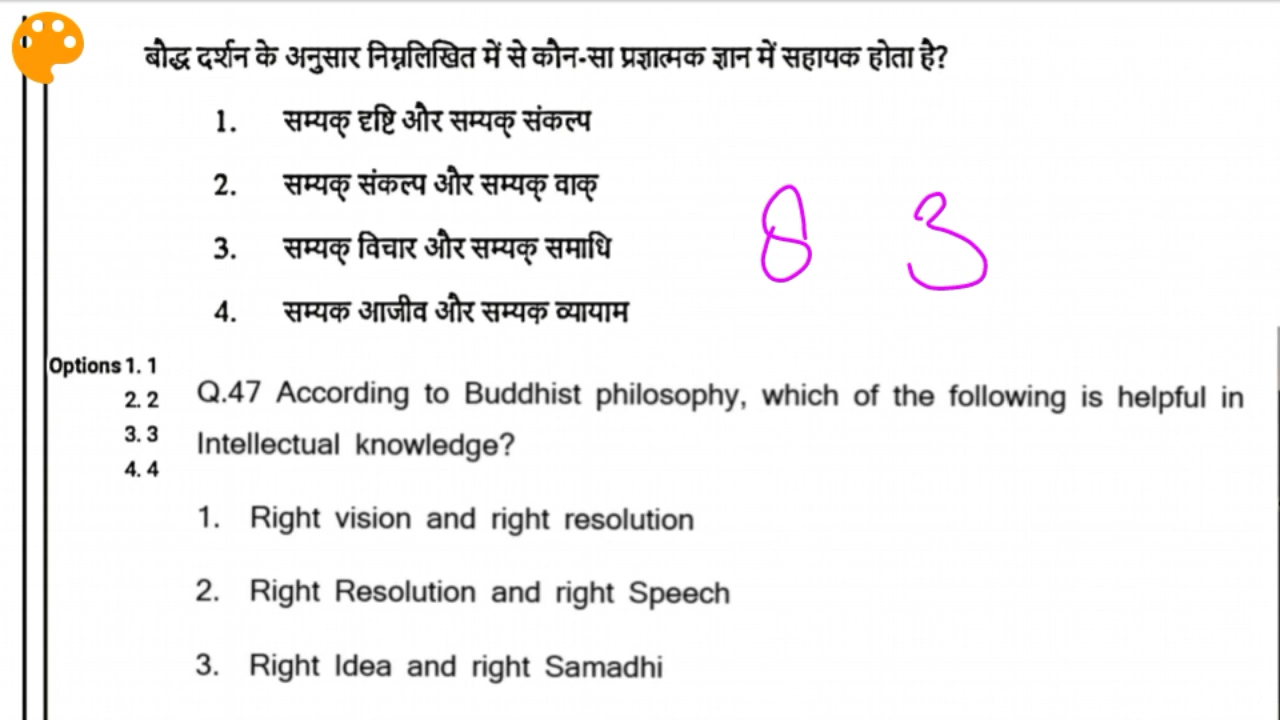 बौद्ध दर्शन के अनुसार निम्नलिखित में से कौन-सा प्रज्ञात्मक ज्ञान में सहायक होता है?
1. सम्यक् दृष्टि और सम्यक् संकल्प
2. सम्यक् संकल्प और सम्यक् वाक्
3. सम्यक् विचार और सम्यक् समाधि
4. सम्यक आजीव और सम्यक़ व्यायाम
8 3
Options 1. 1
2. 2
3. 3
4. 4
Q.47 According to Buddhist philosophy, which of the following is helpful in
Intellectual knowledge?
1. Right vision and right resolution
2. Right Resolution and right Speech
3. Right Idea and right Samadhi